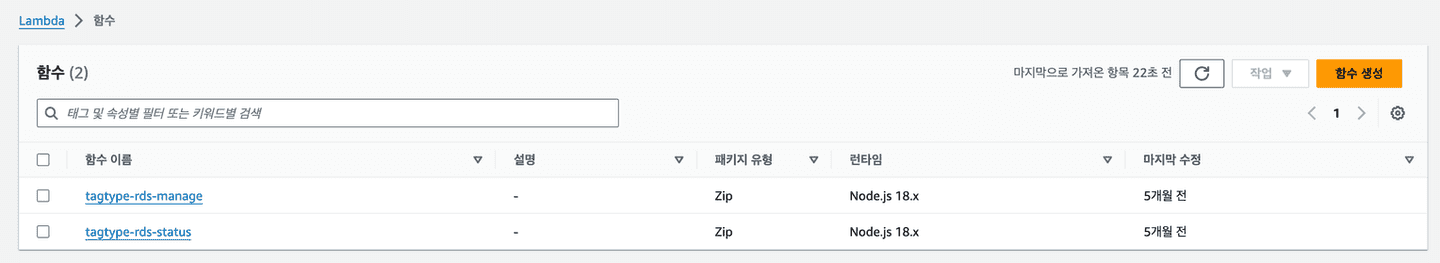 Lambda > 함수
함수 (2) 마지막으로 가져온 항목 22초 전 작업 함수 생성
태그 및 속성별 필터 또는 키워드별 검색 1
함수 이름 설명 패키지 유형 런타임 마지막 수정
tagtype-rds-manage - Zip Node.js 18.x 5개월 전
tagtype-rds-status - Zip Node.js 18.x 5개월 전